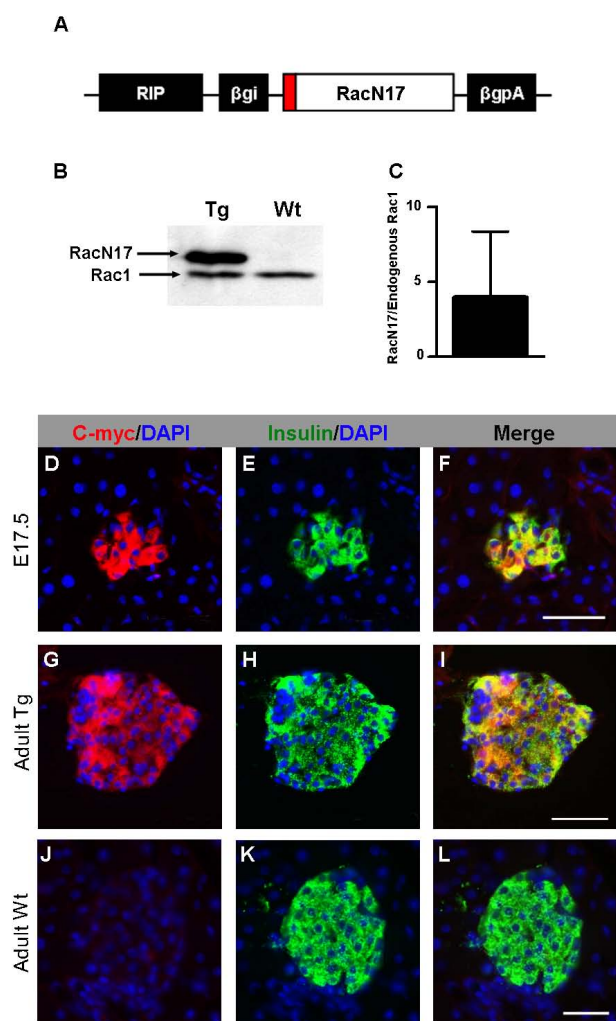 A
RIP βgi RacN17 βgpA
B
C
Tg Wt
RacN17
Rac1
RacN17/Endogenous Rac1
10
5
0
C-myc/DAPI Insulin/DAPI Merge
E17.5
D E F
Adult Tg
G H I
Adult Wt
J K L